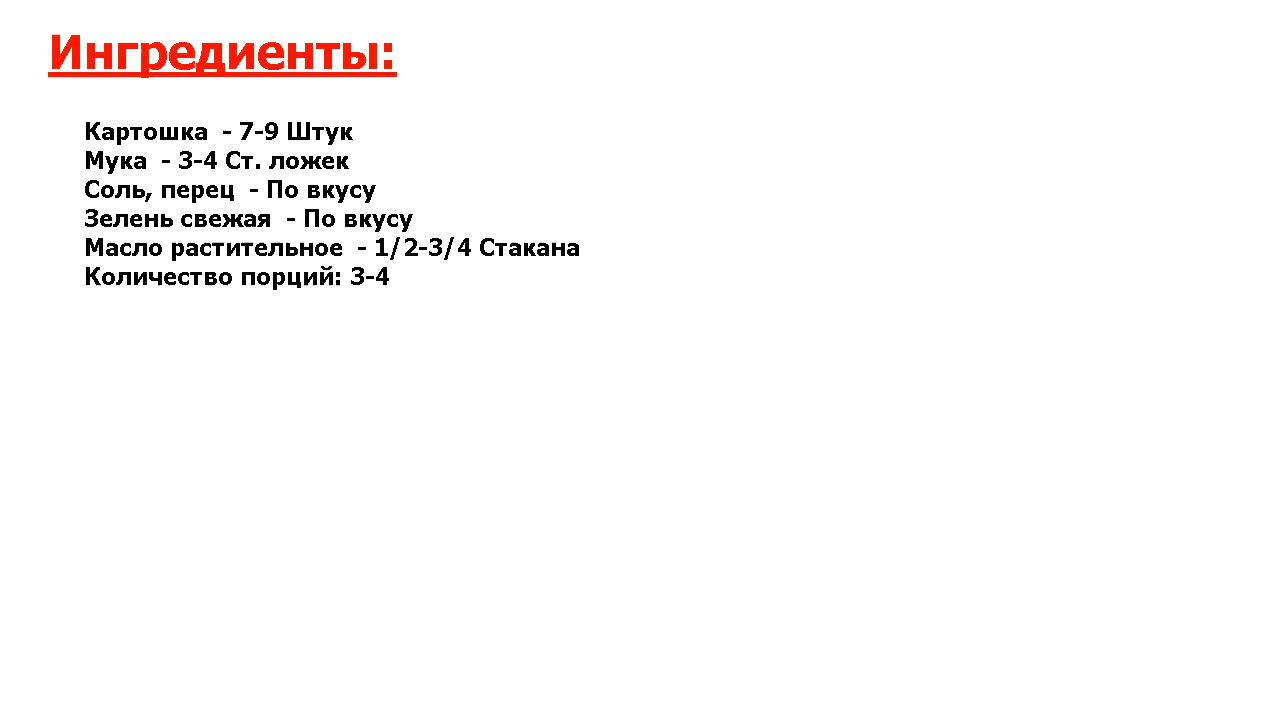 Ингредиенты:
Картошка  - 7-9 Штук
Мука  - 3-4 Ст. ложек
Соль, перец  - По вкусу
Зелень свежая  - По вкусу
Масло растительное  - 1/2-3/4 Стакана
Количество порций: 3-4